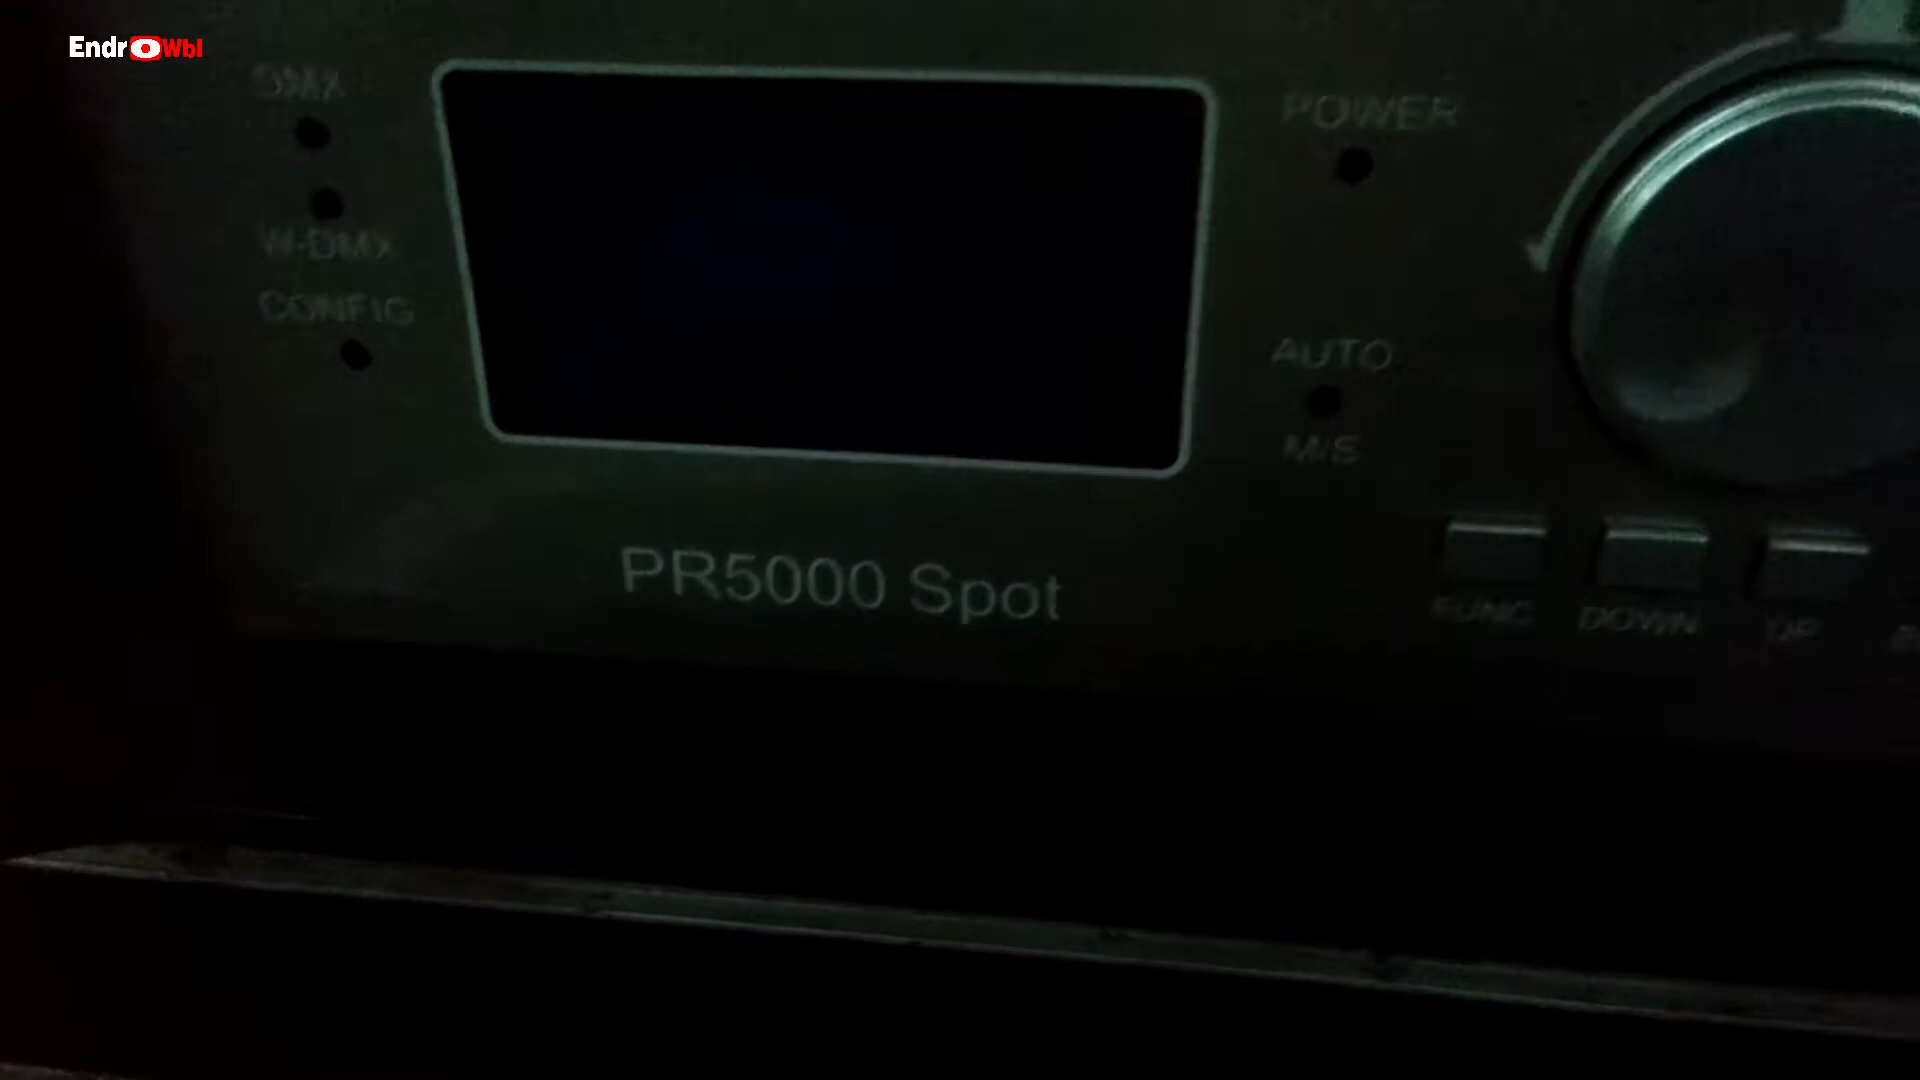 EndroWbl
DMX
W-DMX
CONFIG
POWER
AUTO
M/S
PR5000 Spot
FUNC
DOWN
UP